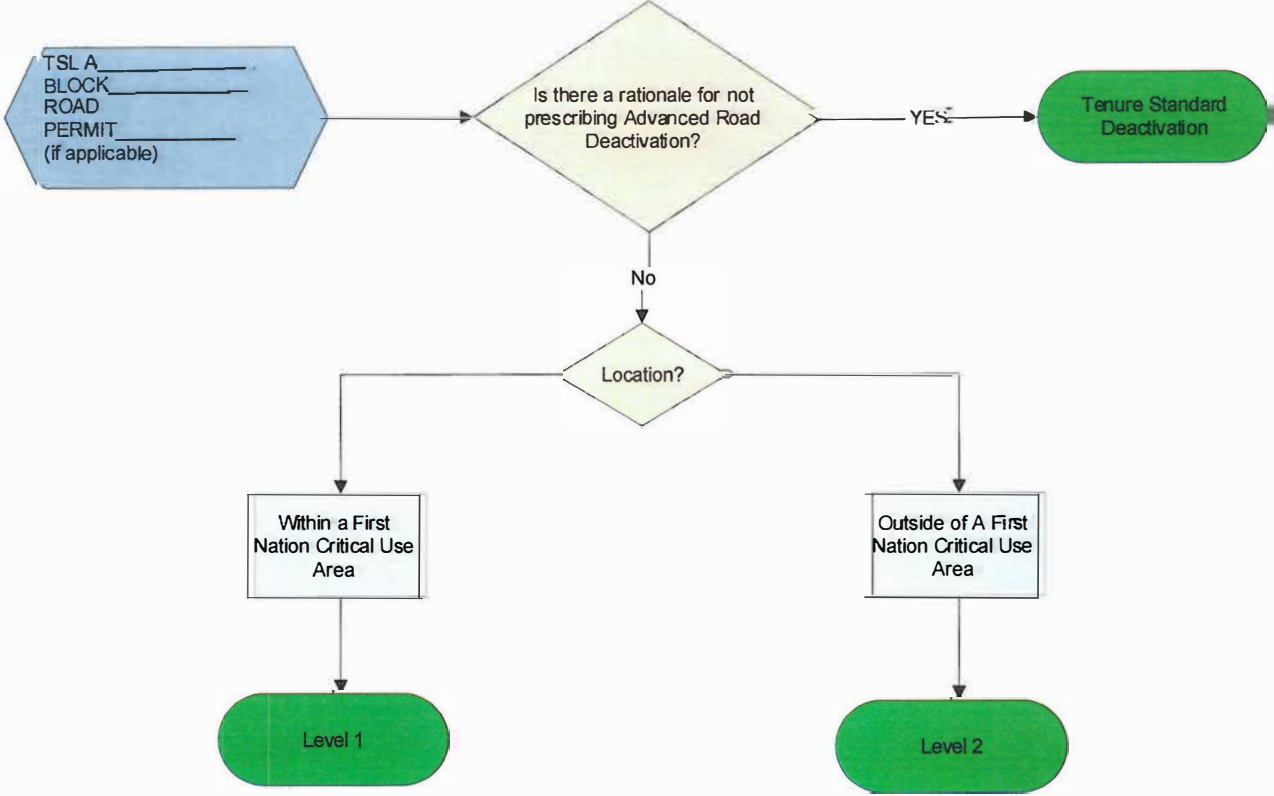 TSL A
BLOCK
ROAD
PERMIT
(if applicable)
Is there a rationale for not
prescribing Advanced Road
Deactivation?
YES
Tenure Standard
Deactivation
No
Location?
Within a First
Nation Critical Use
Area
Outside of A First
Nation Critical Use
Area
Level 1
Level 2